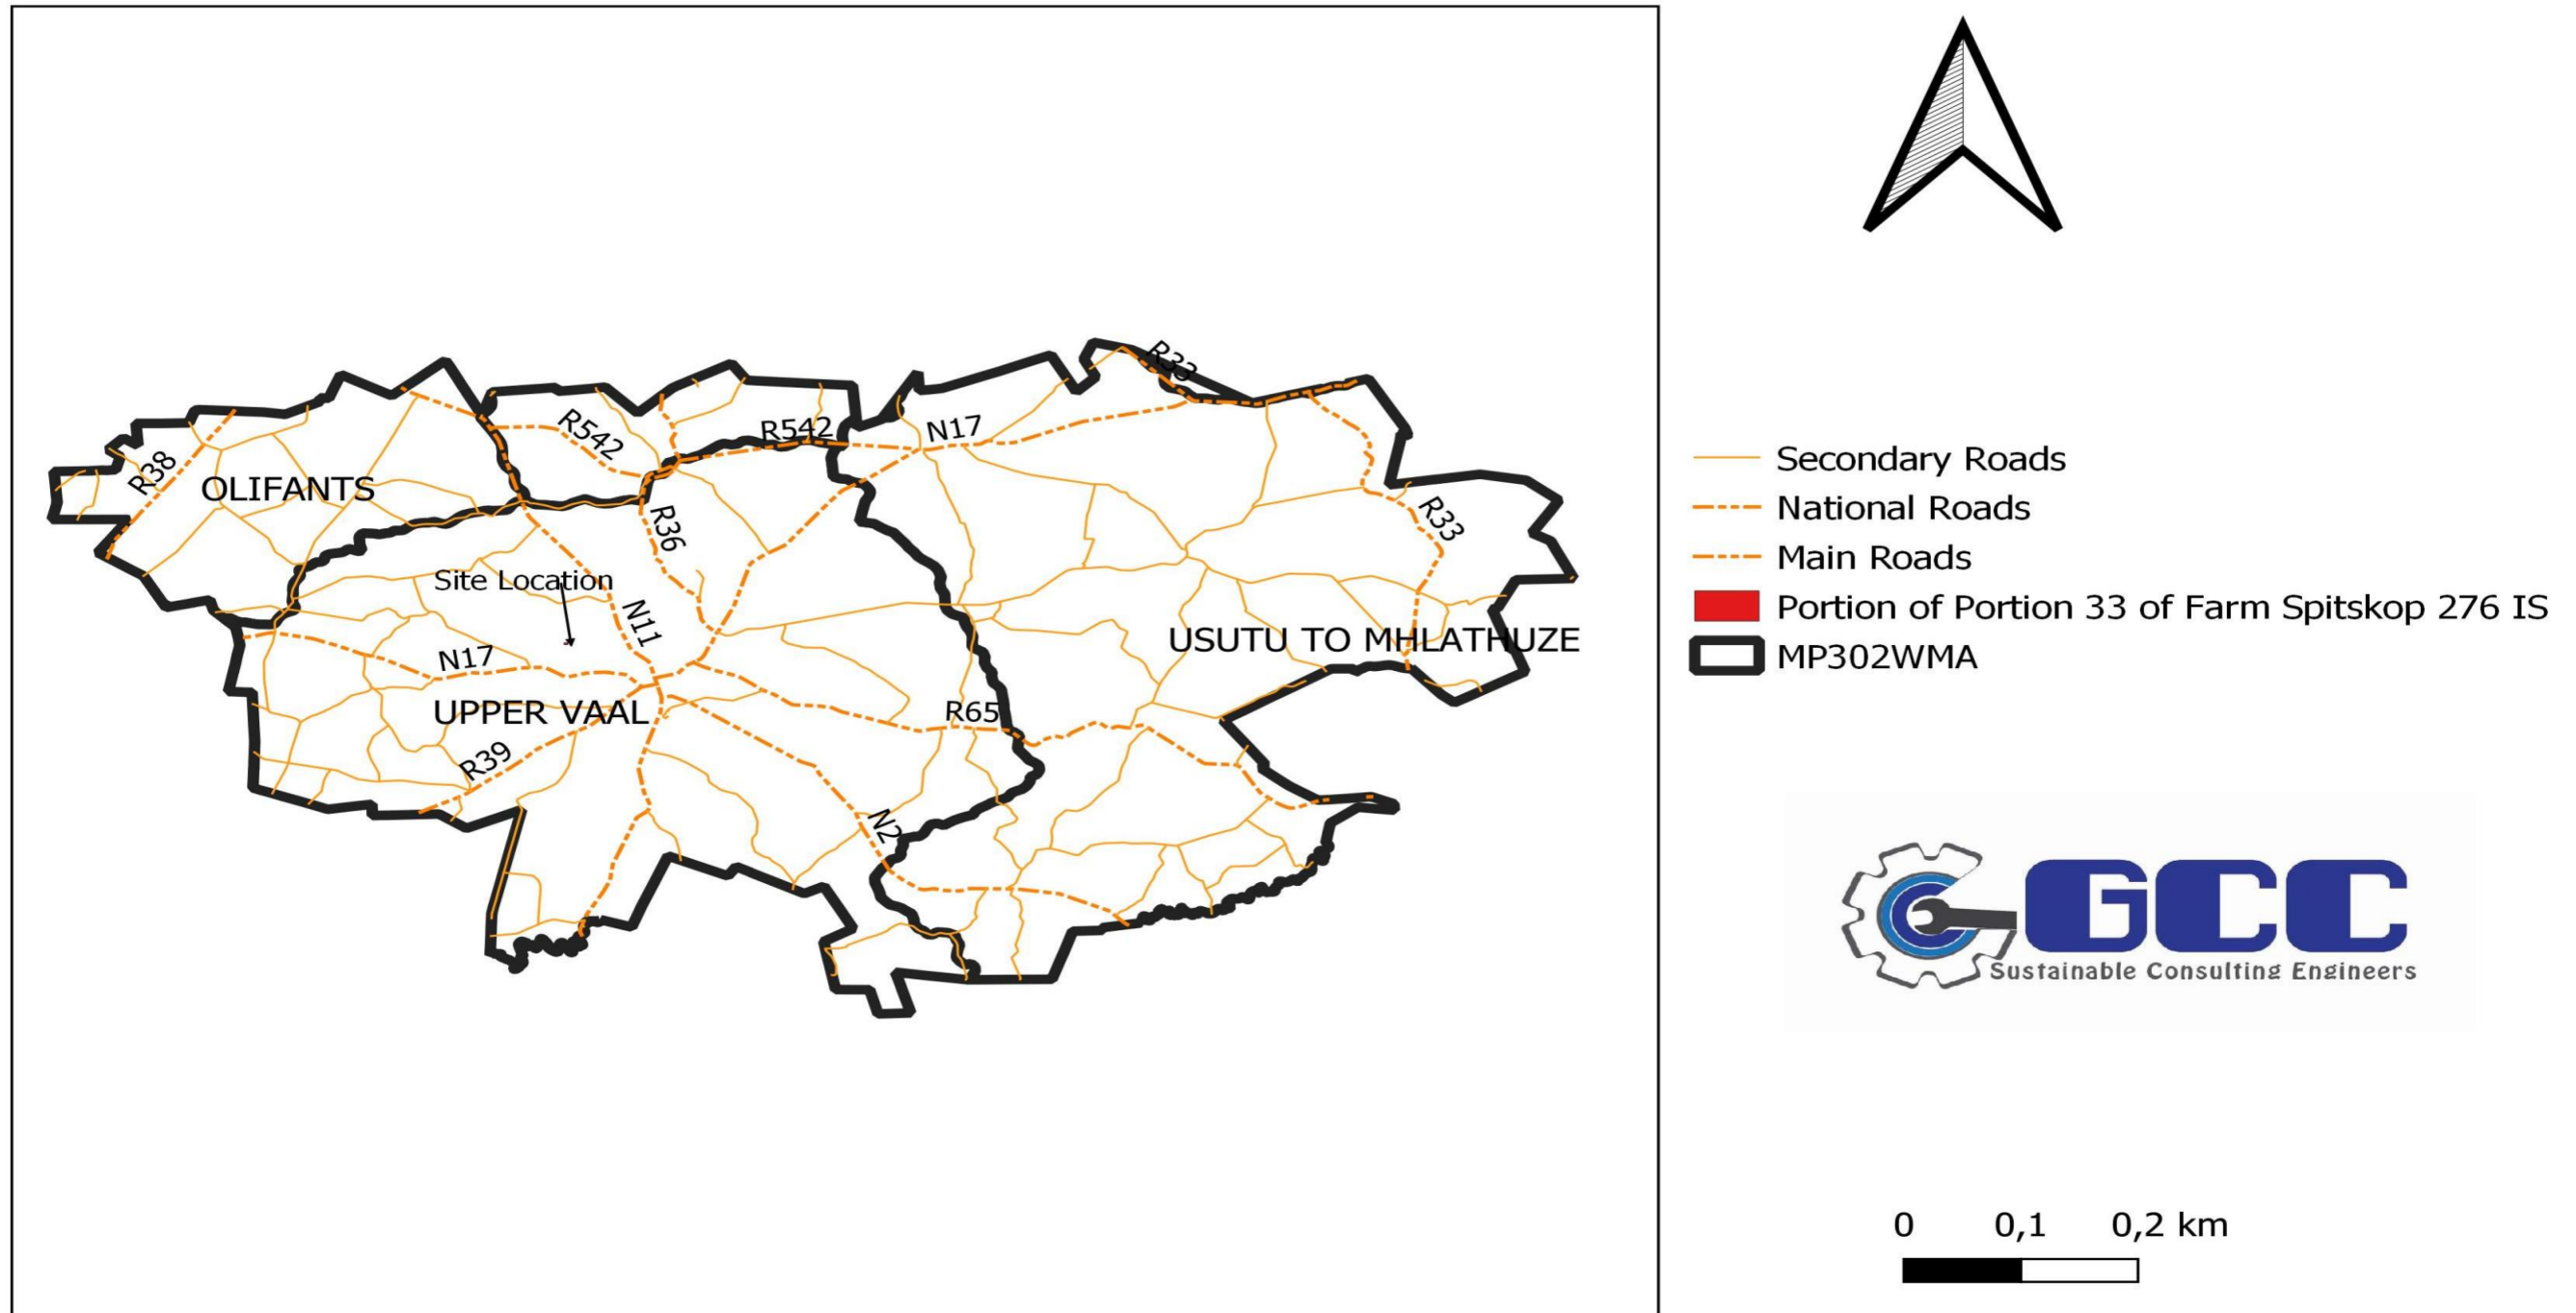 R33
R542
R542
N17
R38
OLIFANTS
R36
R33
Site Location
N11
USUTU TO MHLATHUZE
N17
UPPER VAAL
R65
R39
N2
Secondary Roads
National Roads
Main Roads
Portion of Portion 33 of Farm Spitskop 276 IS
MP302WMA
GCC
Sustainable Consulting Engineers
0 0,1 0,2 km